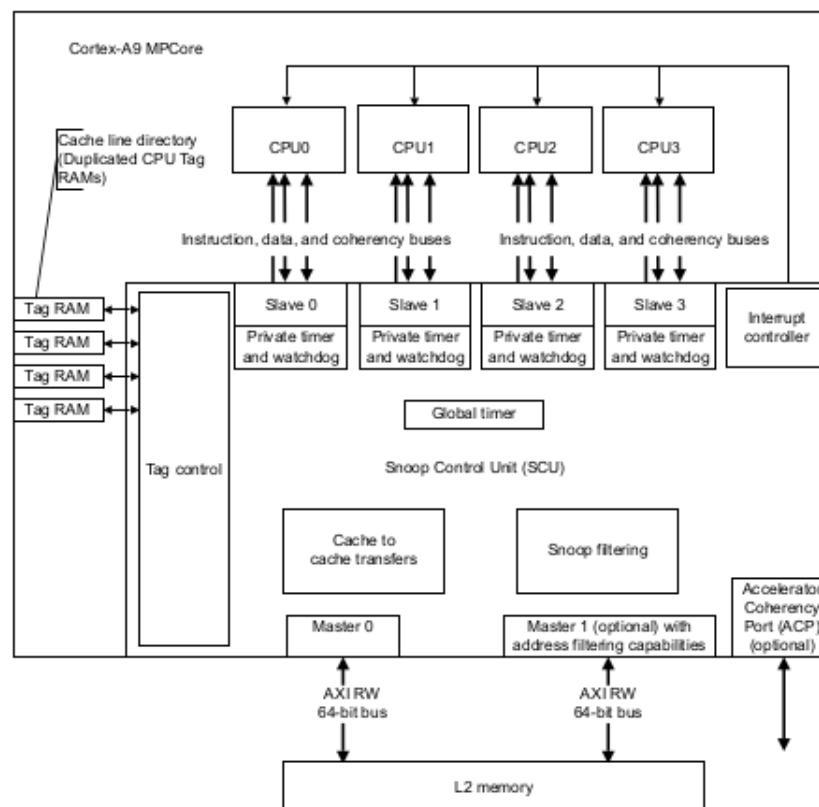 Cortex-A9 MPCore
Cache line directory
(Duplicated CPU Tag
RAMs)
CPU0
CPU1
CPU2
CPU3
Instruction, data, and coherency buses
Instruction, data, and coherency buses
Tag RAM
Tag RAM
Tag RAM
Tag RAM
Tag control
Slave 0
Private timer
and watchdog
Slave 1
Private timer
and watchdog
Slave 2
Private timer
and watchdog
Slave 3
Private timer
and watchdog
Interrupt
controller
Global timer
Snoop Control Unit (SCU)
Cache to
cache transfers
Snoop filtering
Master 0
Master 1 (optional) with
address filtering capabilities
Accelerator
Coherency
Port (ACP)
(optional)
AXI RW
64-bit bus
AXI RW
64-bit bus
L2 memory